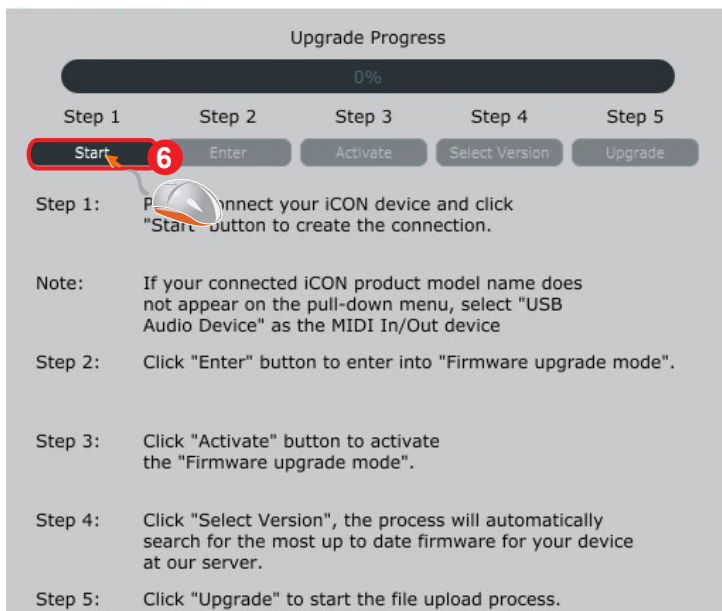 Upgrade Progress
0%
Step 1 Step 2 Step 3 Step 4 Step 5
Start 6 Enter Activate Select Version Upgrade
Step 1: P onnect your iCON device and click
"Start" button to create the connection.
Note: If your connected iCON product model name does
not appear on the pull-down menu, select "USB
Audio Device" as the MIDI In/Out device
Step 2: Click "Enter" button to enter into "Firmware upgrade mode".
Step 3: Click "Activate" button to activate
the "Firmware upgrade mode".
Step 4: Click "Select Version", the process will automatically
search for the most up to date firmware for your device
at our server.
Step 5: Click "Upgrade" to start the file upload process.